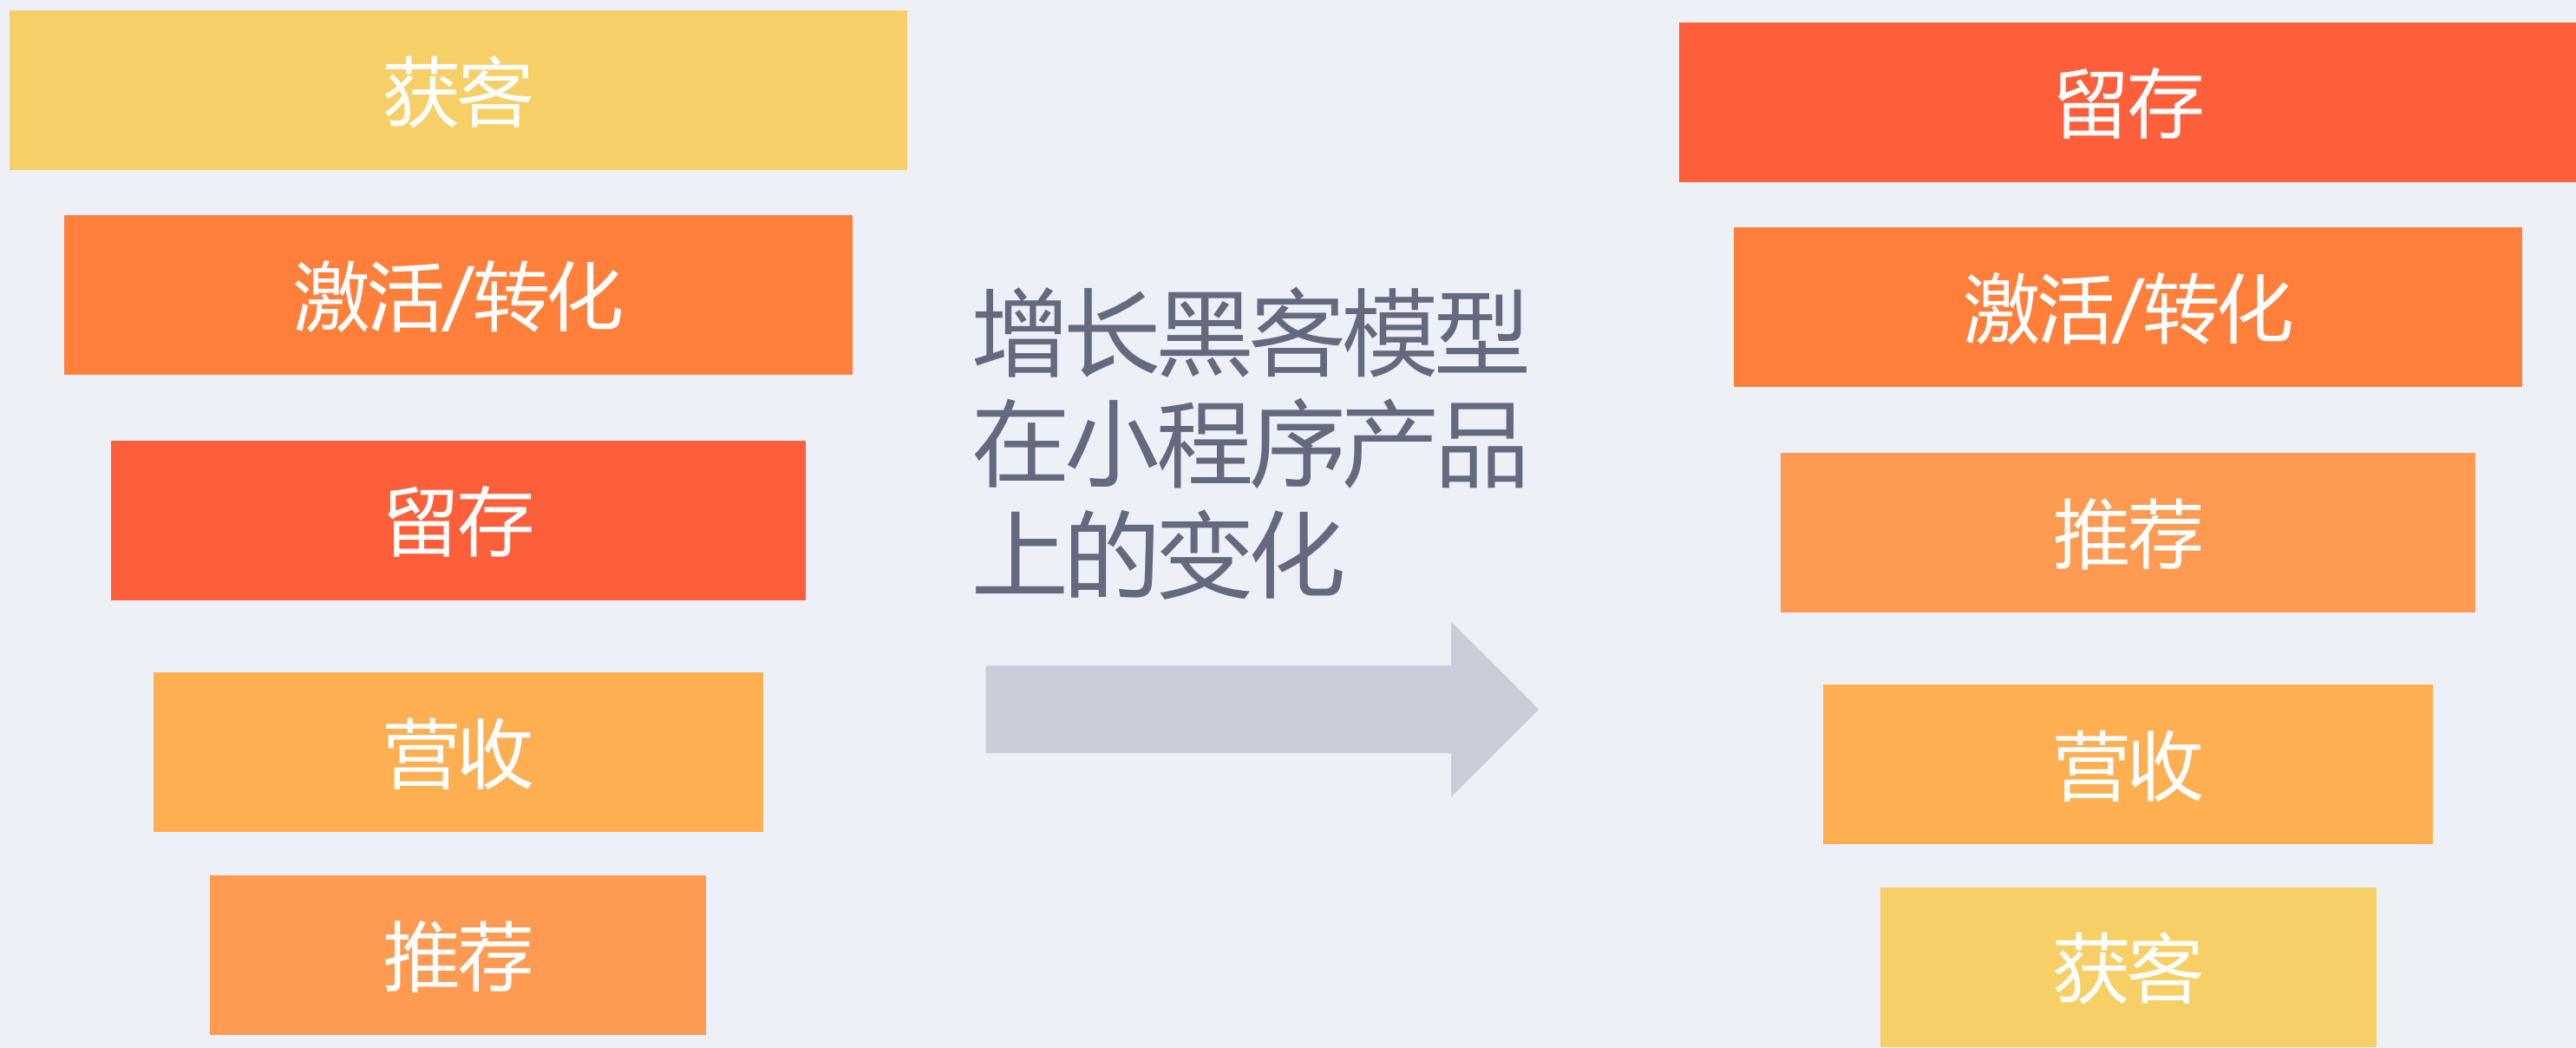 获客
激活/转化
留存
营收
推荐
增长黑客模型
在小程序产品
上的变化
留存
激活/转化
推荐
营收
获客